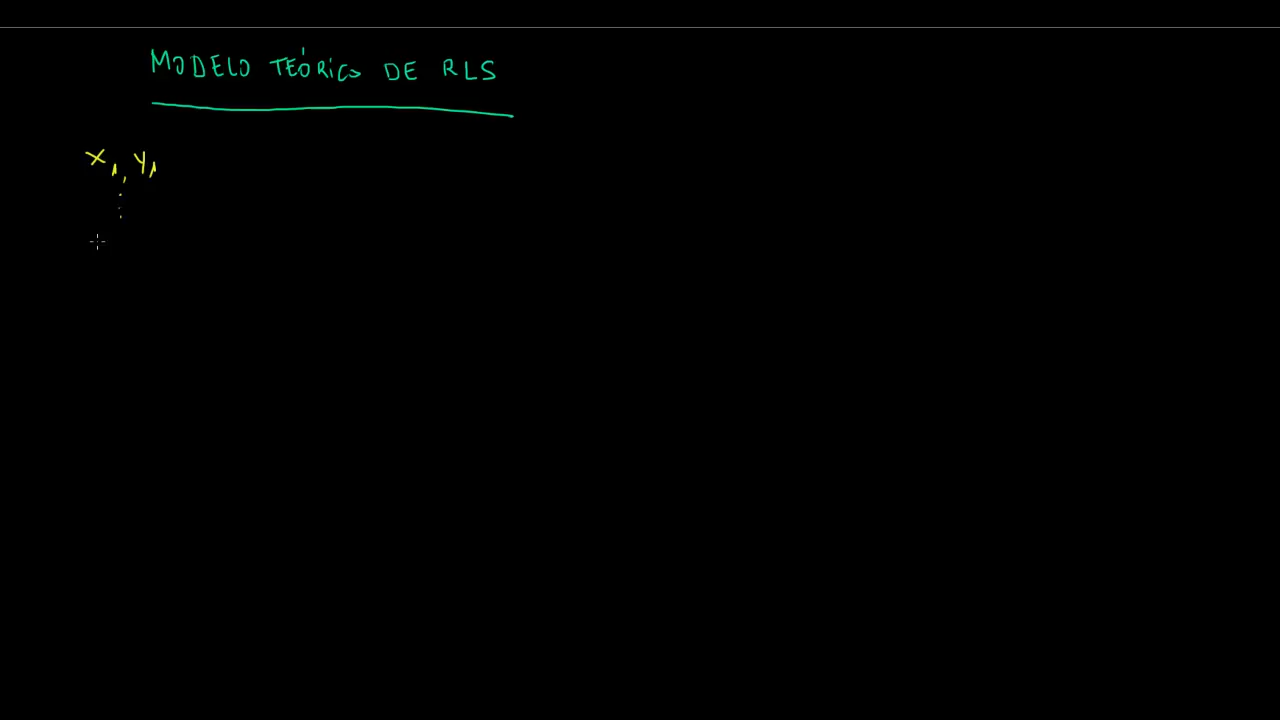 MODELO TEÓRICO DE RLS
x₁, y₁
⋮